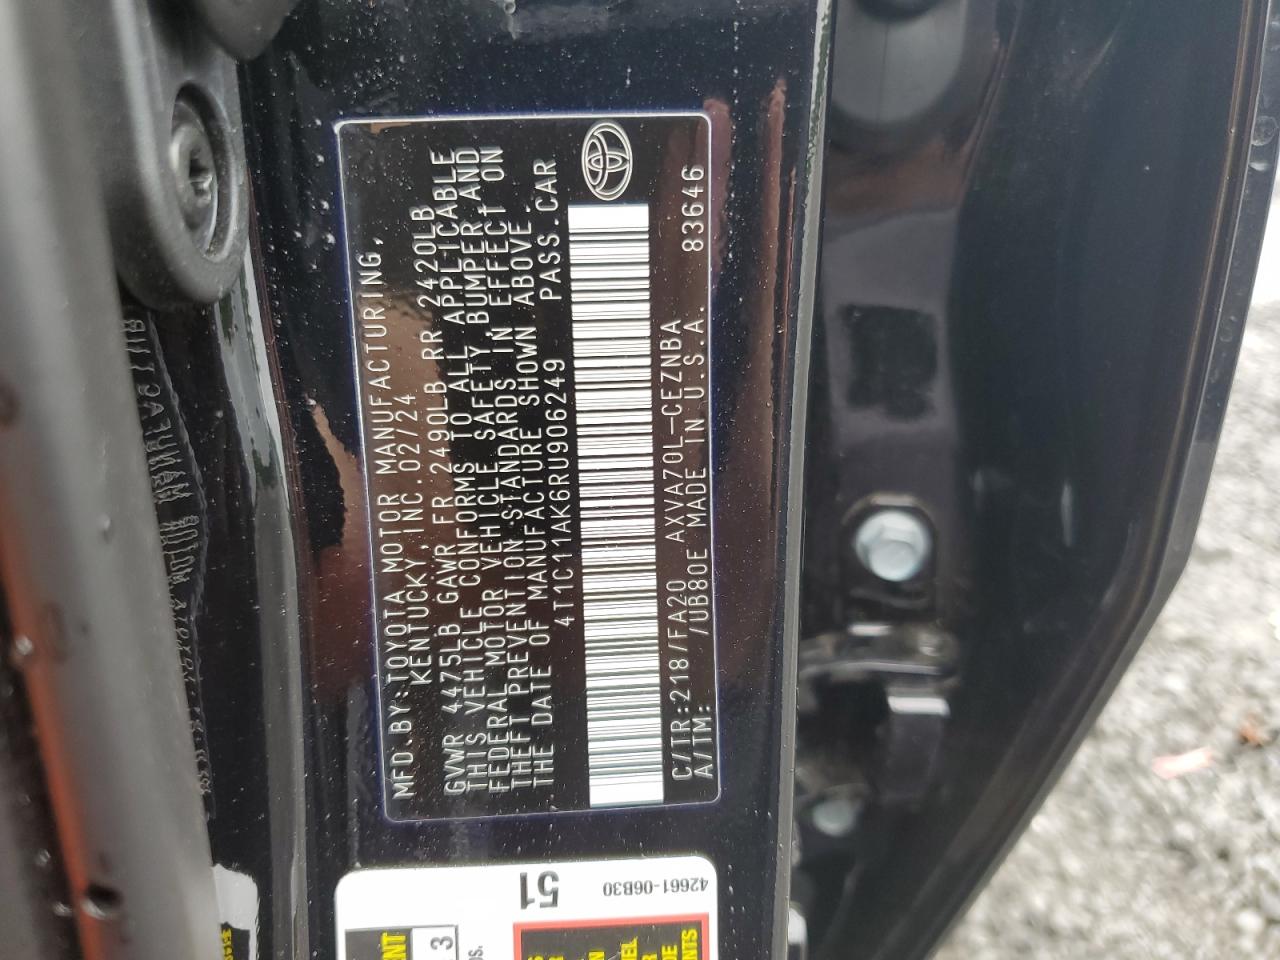 MFD.BY:TOYOTA MOTOR MANUFACTURING,
KENTUCKY,INC.02/24
GVWR 4475LB GAWR FR 2490LB RR 2420LB
THIS VEHICLE CONFORMS TO ALL APPLICABLE
FEDERAL MOTOR VEHICLE SAFETY,BUMPER AND
THEFT PREVENTION STANDARDS IN EFFECT ON
THE DATE OF MANUFACTURE SHOWN ABOVE.
4T1C11AK6RU906249 PASS.CAR
C/TR:218/FA20 AXVA70L-CEZNBA
A/TM: /UB80E MADE IN U.S.A. 83646
51
42661-06B30